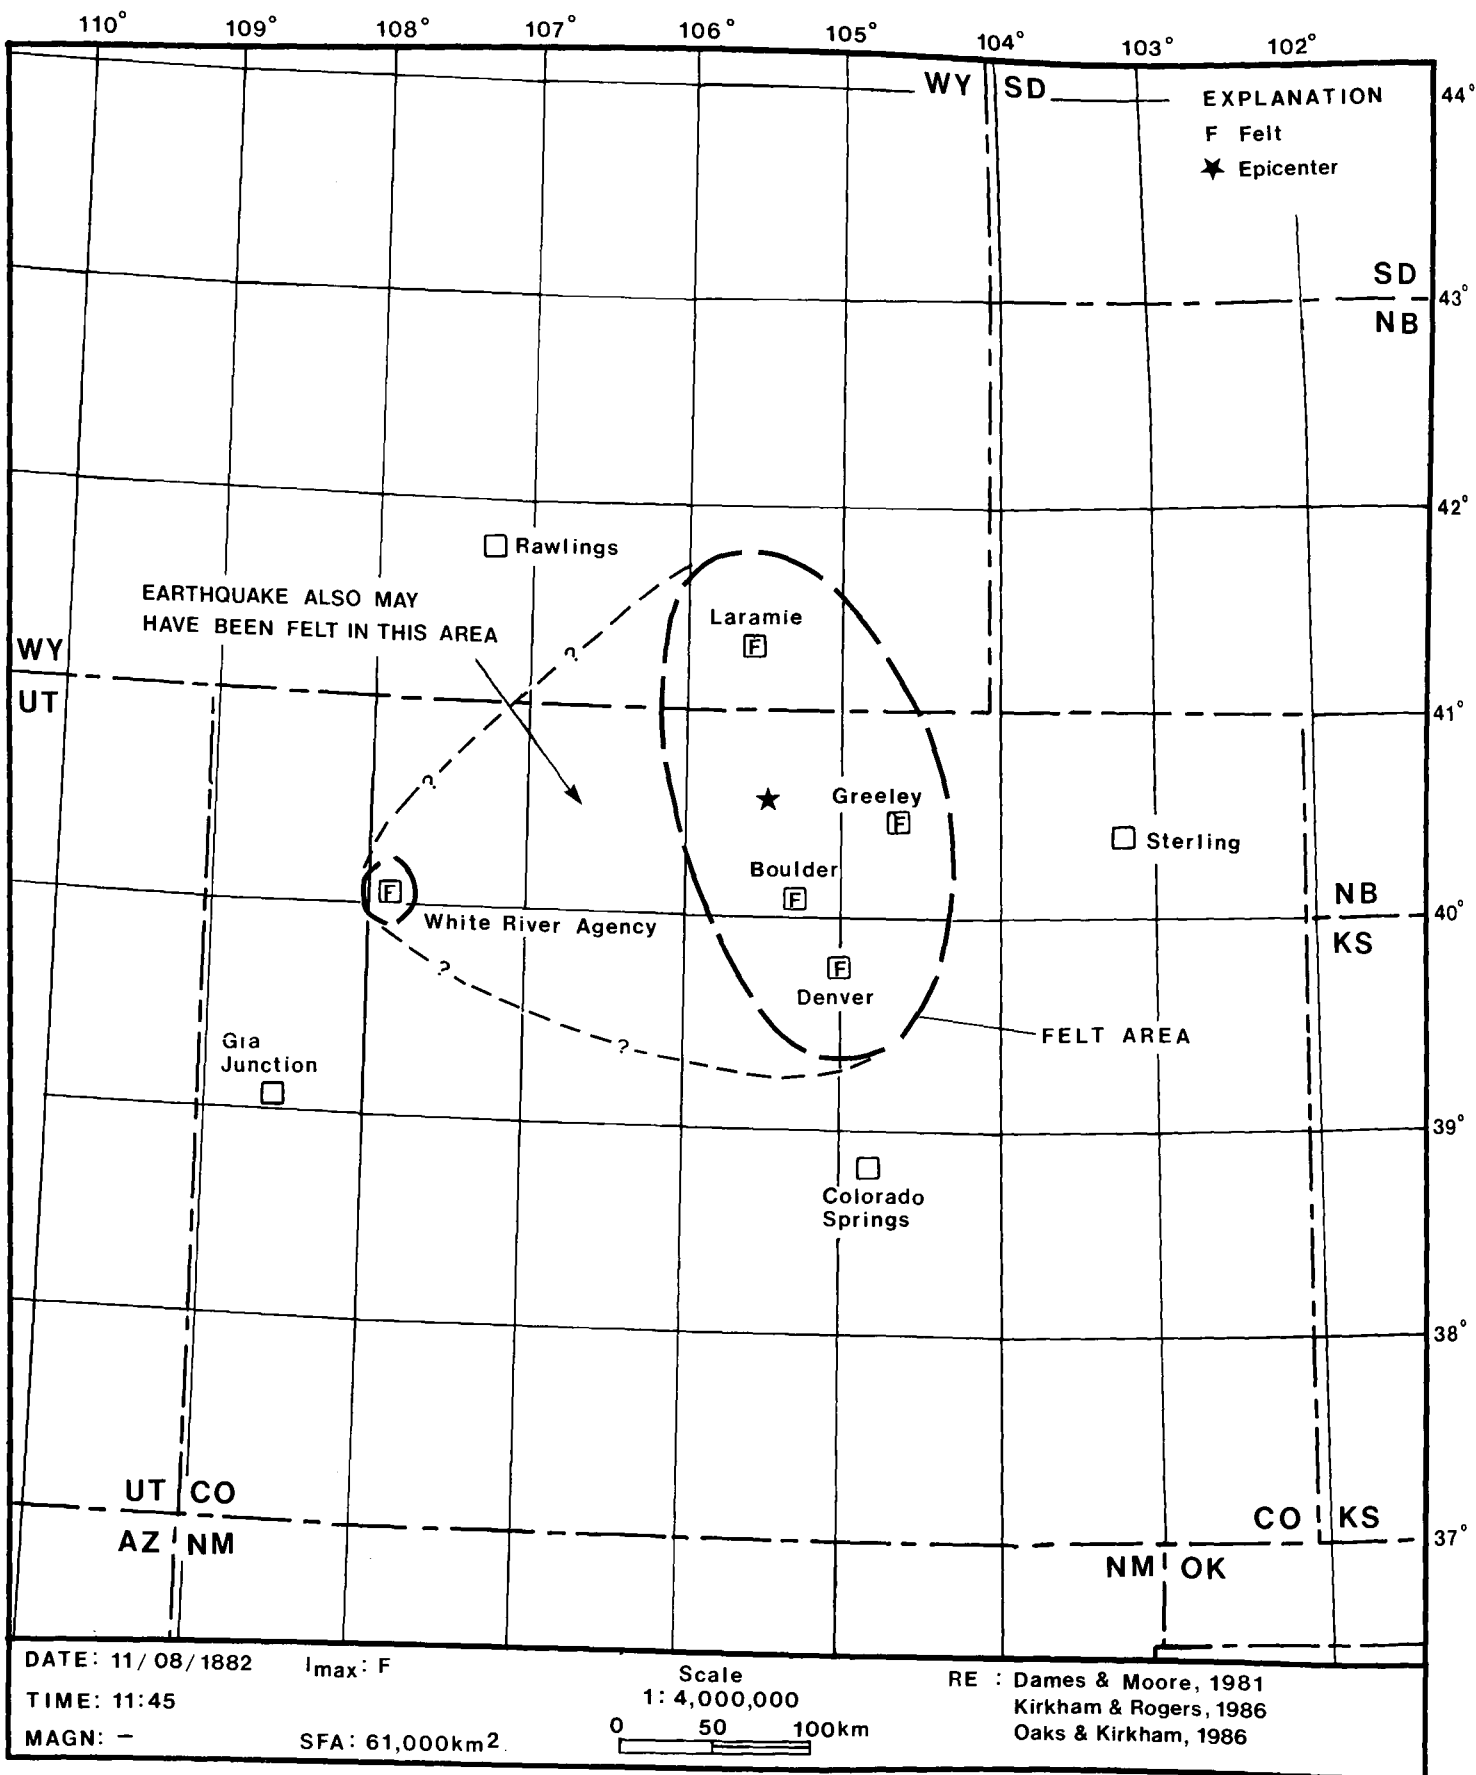 110° 109° 108° 107° 106° 105° 104° 103° 102°
WY SD
44°
EXPLANATION
F Felt
★ Epicenter
SD
43°
NB
42°
Rawlings
EARTHQUAKE ALSO MAY
HAVE BEEN FELT IN THIS AREA
Laramie
F
?
WY
UT
41°
?
Greeley
F
Sterling
Boulder
F
F
White River Agency
NB
40°
KS
?
F
Denver
FELT AREA
?
Gia
Junction
39°
Colorado
Springs
38°
UT CO
CO KS
37°
AZ NM
NM OK
DATE: 11/08/1882 Imax: F
TIME: 11:45
MAGN: –
SFA: 61,000km2
Scale
1: 4,000,000
0 50 100km
RE : Dames & Moore, 1981
Kirkham & Rogers, 1986
Oaks & Kirkham, 1986